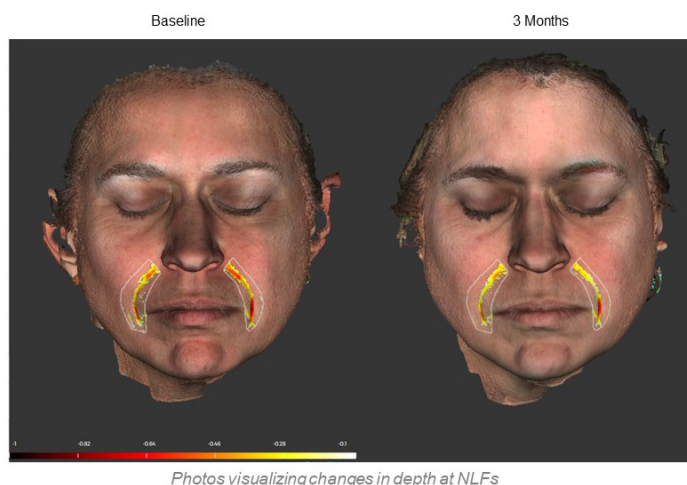 Baseline 3 Months
-1 -0.82 -0.64 -0.46 -0.28 -0.1
Photos visualizing changes in depth at NLFs